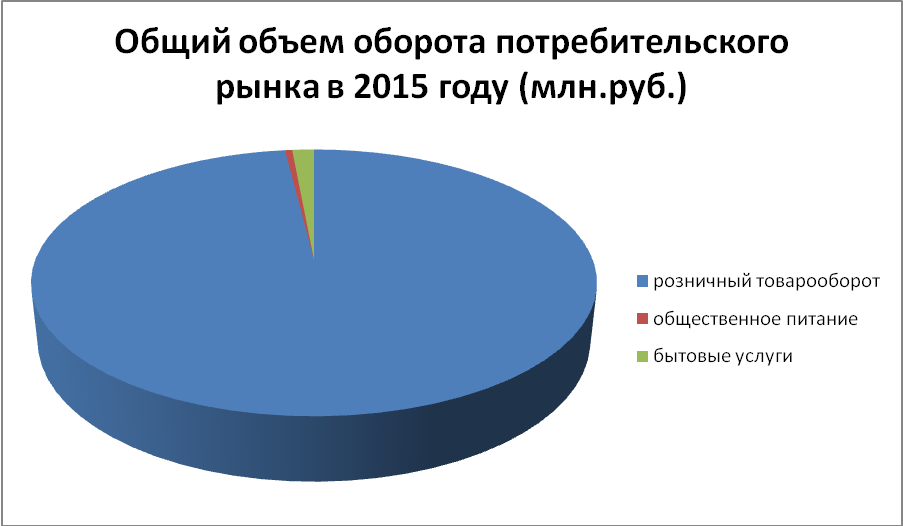 Общий объем оборота потребительского
рынка в 2015 году (млн.руб.)
розничный товарооборот
общественное питание
бытовые услуги